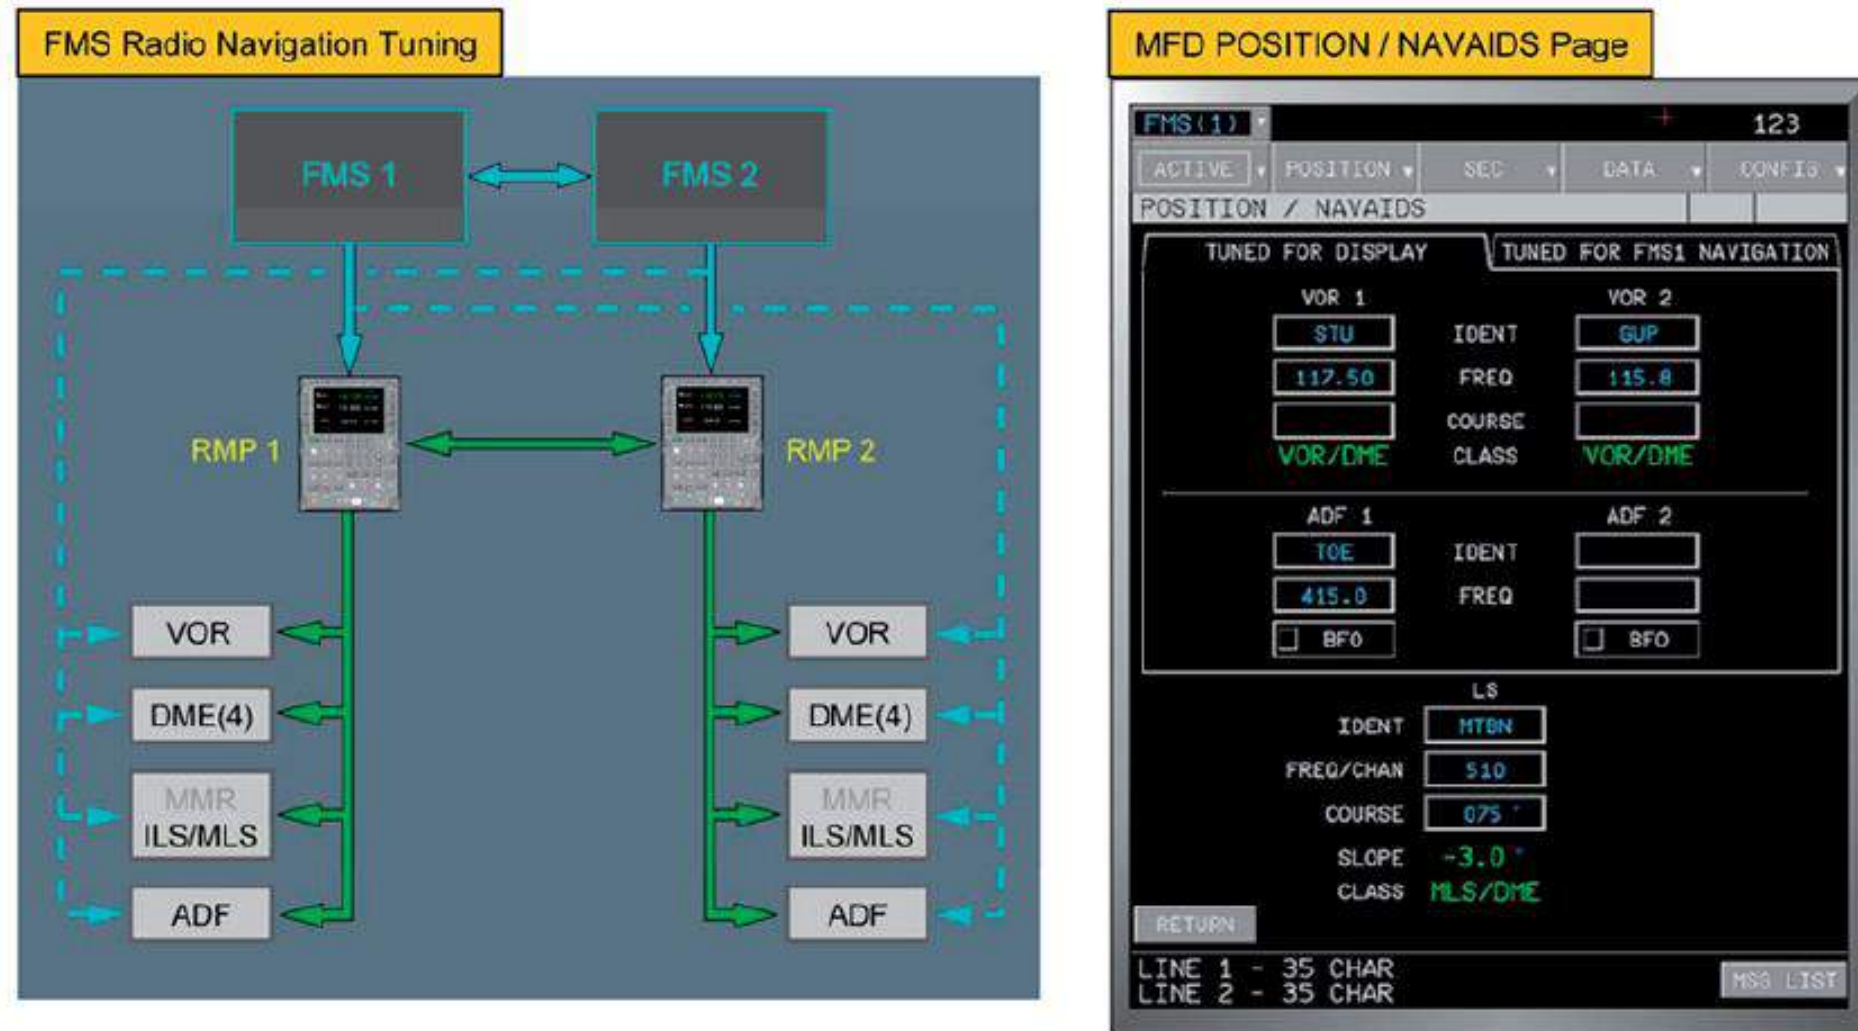 FMS Radio Navigation Tuning
FMS 1
FMS 2
RMP 1
RMP 2
VOR
VOR
DME(4)
DME(4)
MMR
ILS/MLS
MMR
ILS/MLS
ADF
ADF
MFD POSITION / NAVAIDS Page
FMS(1) 123
ACTIVE POSITION SEC DATA CONFIG
POSITION / NAVAIDS
TUNED FOR DISPLAY TUNED FOR FMS1 NAVIGATION
VOR 1 VOR 2
STU IDENT GUP
117.50 FREQ 115.8
COURSE
VOR/DME CLASS VOR/DME
ADF 1 ADF 2
TOE IDENT
415.0 FREQ
BFO BFO
LS
IDENT MTBN
FREQ/CHAN 510
COURSE 075 °
SLOPE -3.0 °
CLASS MLS/DME
RETURN
LINE 1 - 35 CHAR
LINE 2 - 35 CHAR
MSG LIST